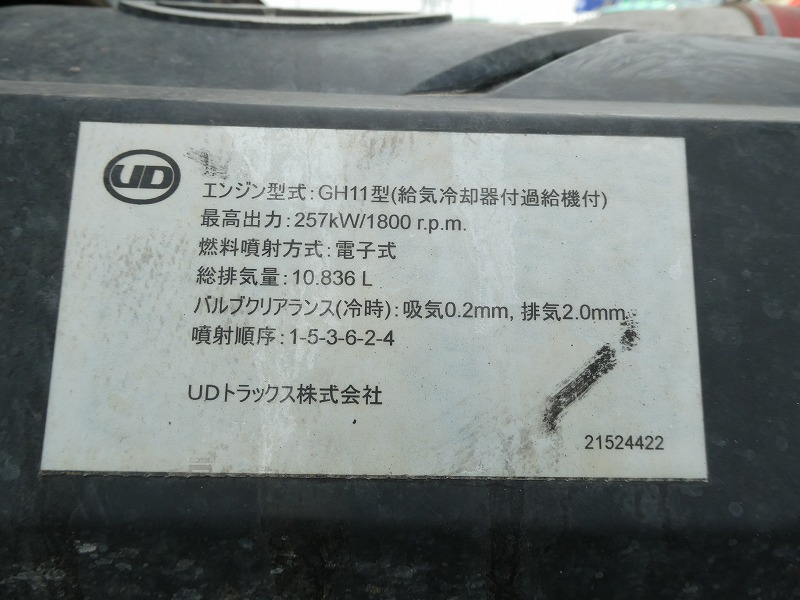 UD
エンジン型式:GH11型(給気冷却器付過給機付)
最高出力:257kW/1800 r.p.m.
燃料噴射方式:電子式
総排気量:10.836 L
バルブクリアランス(冷時):吸気0.2mm, 排気2.0mm
噴射順序:1-5-3-6-2-4
UDトラックス株式会社
21524422